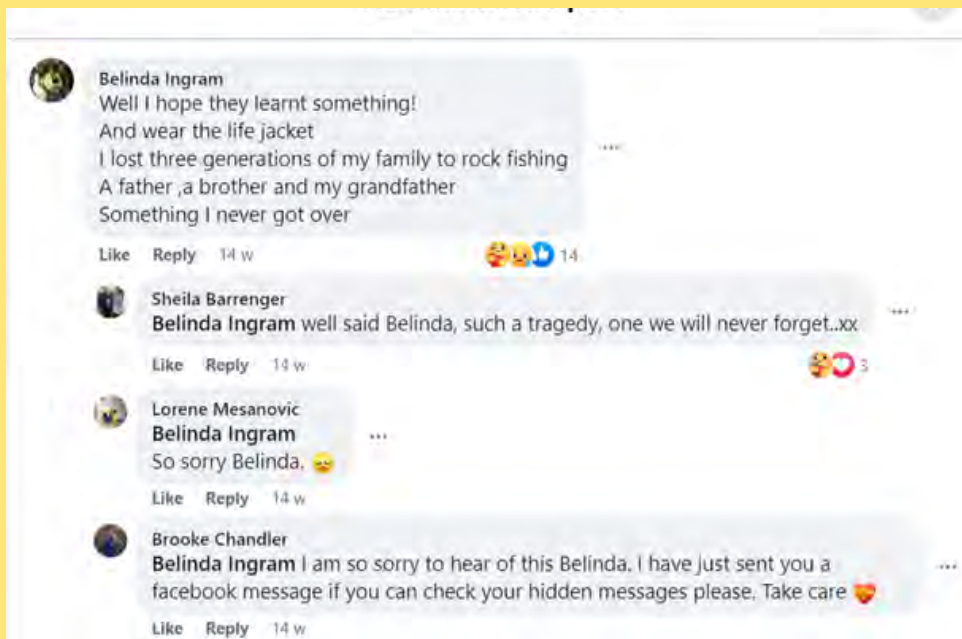 Belinda Ingram
Well I hope they learnt something!
And wear the life jacket
I lost three generations of my family to rock fishing
A father ,a brother and my grandfather
Something I never got over
Like Reply 14 w 14
Sheila Barrenger
Belinda Ingram well said Belinda, such a tragedy, one we will never forget..xx
Like Reply 14 w 3
Lorene Mesanovic
Belinda Ingram
So sorry Belinda.
Like Reply 14 w
Brooke Chandler
Belinda Ingram I am so sorry to hear of this Belinda. I have just sent you a
facebook message if you can check your hidden messages please. Take care
Like Reply 14 w